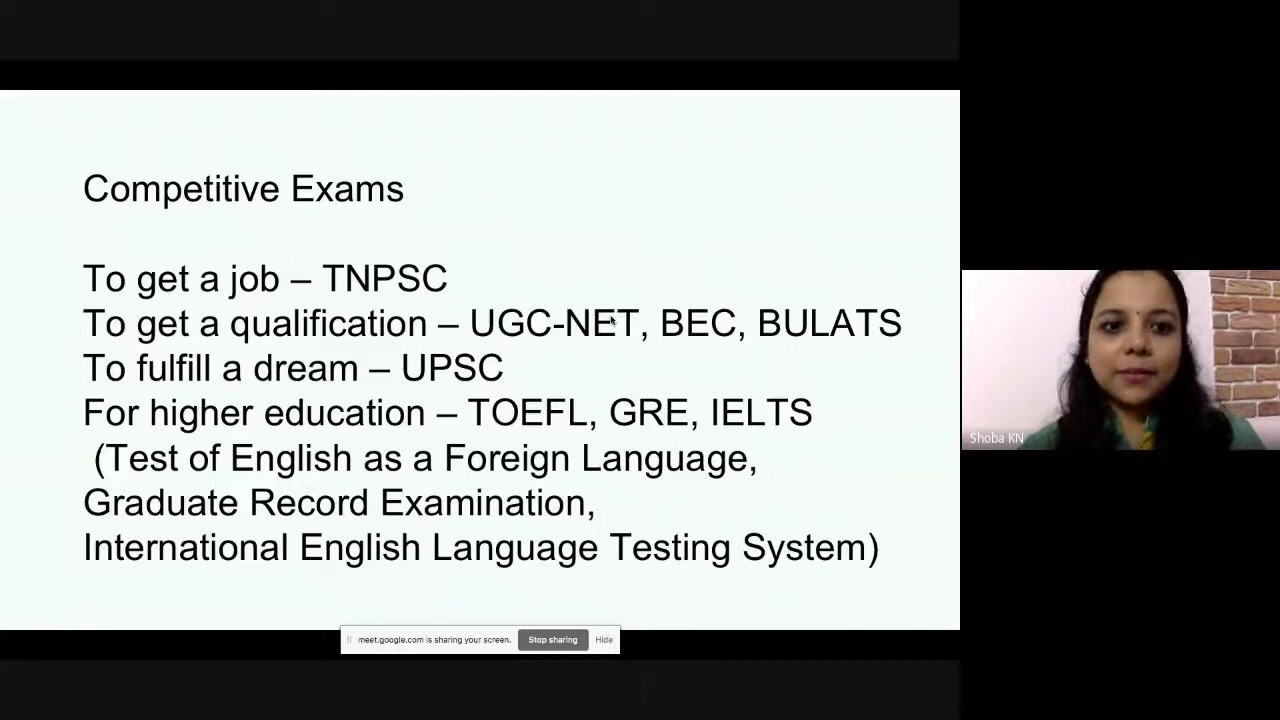 Competitive Exams
To get a job – TNPSC
To get a qualification – UGC-NET, BEC, BULATS
To fulfill a dream – UPSC
For higher education – TOEFL, GRE, IELTS
(Test of English as a Foreign Language,
Graduate Record Examination,
International English Language Testing System)
Shoba KN
meet.google.com is sharing your screen. Stop sharing Hide